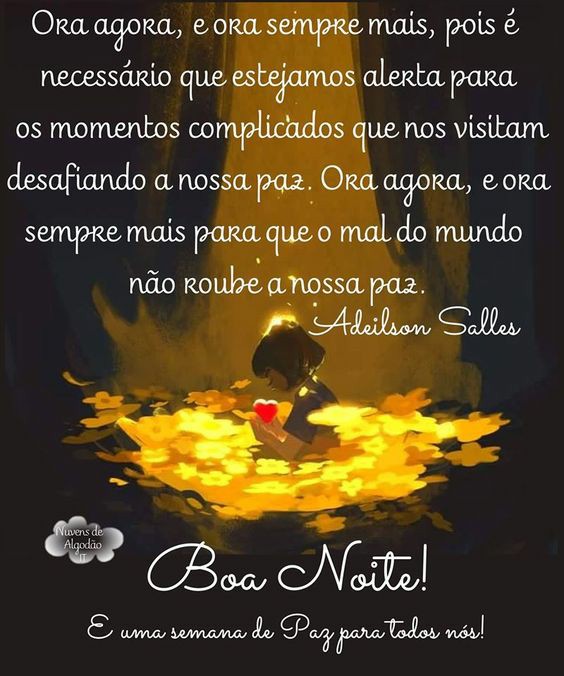 Ora agora, e ora sempre mais, pois é
necessário que estejamos alerta para
os momentos complicados que nos visitam
desafiando a nossa paz. Ora agora, e ora
sempre mais para que o mal do mundo
não roube a nossa paz.
Adeilson Salles
Nuvens de
Algodão
JT
Boa Noite!
E uma semana de Paz para todos nós!